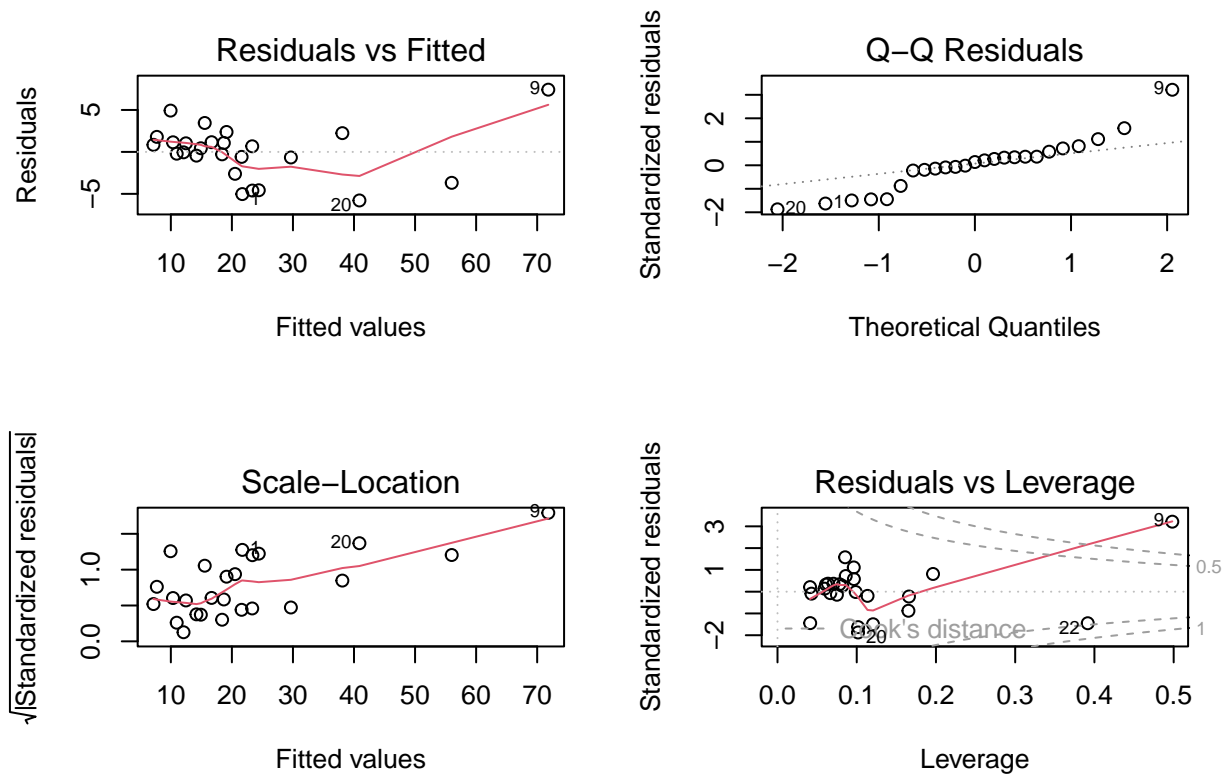 Residuals vs Fitted
Residuals
5
−5
9
1
20
10 20 30 40 50 60 70
Fitted values
Q−Q Residuals
Standardized residuals
2
0
−2
9
1
20
−2 −1 0 1 2
Theoretical Quantiles
Scale−Location
√|Standardized residuals|
1.0
0.0
9
1
20
10 20 30 40 50 60 70
Fitted values
Residuals vs Leverage
Standardized residuals
3
1
−2
9
0.5
22
1
20
Cook's distance
0.0 0.1 0.2 0.3 0.4 0.5
Leverage